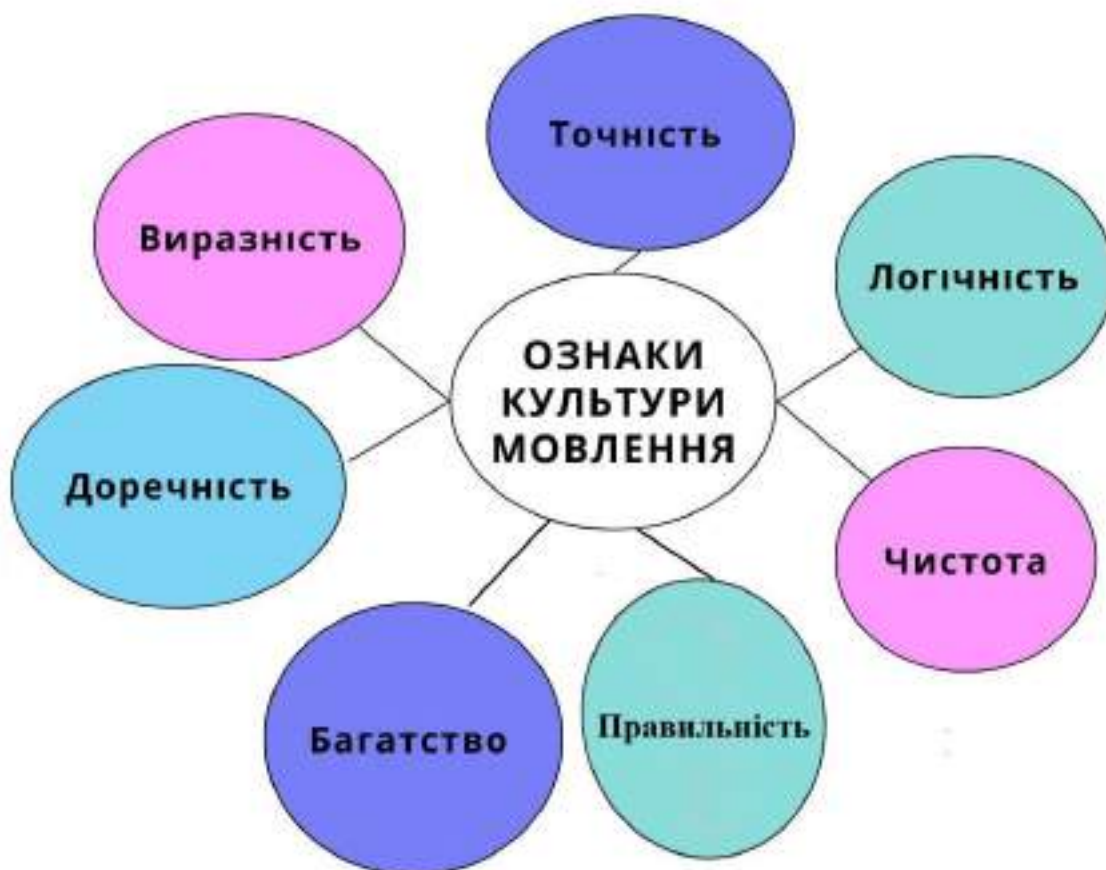 Точність
Виразність
Логічність
ОЗНАКИ
КУЛЬТУРИ
МОВЛЕННЯ
Доречність
Чистота
Багатство
Правильність